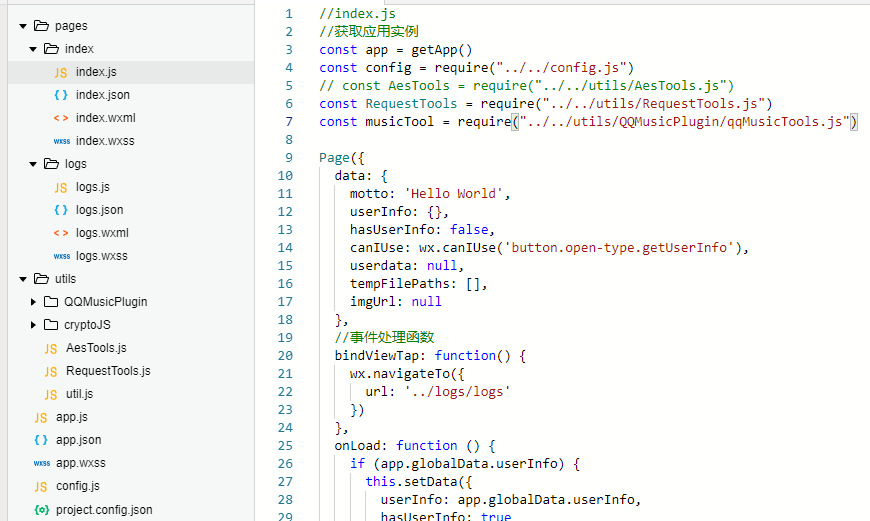 pages
index
JS index.js
{ } index.json
< > index.wxml
wxss index.wxss
logs
JS logs.js
{ } logs.json
< > logs.wxml
wxss logs.wxss
utils
QQMusicPlugin
cryptoJS
JS AesTools.js
JS RequestTools.js
JS util.js
JS app.js
{ } app.json
wxss app.wxss
JS config.js
{o} project.config.json
1 //index.js
2 //获取应用实例
3 const app = getApp()
4 const config = require("../../config.js")
5 // const AesTools = require("../../utils/AesTools.js")
6 const RequestTools = require("../../utils/RequestTools.js")
7 const musicTool = require("../../utils/QQMusicPlugin/qqMusicTools.js")
8
9 Page({
10 data: {
11 motto: 'Hello World',
12 userInfo: {},
13 hasUserInfo: false,
14 canIUse: wx.canIUse('button.open-type.getUserInfo'),
15 userdata: null,
16 tempFilePaths: [],
17 imgUrl: null
18 },
19 //事件处理函数
20 bindViewTap: function() {
21 wx.navigateTo({
22 url: '../logs/logs'
23 })
24 },
25 onLoad: function () {
26 if (app.globalData.userInfo) {
27 this.setData({
28 userInfo: app.globalData.userInfo,
29 hasUserInfo: true